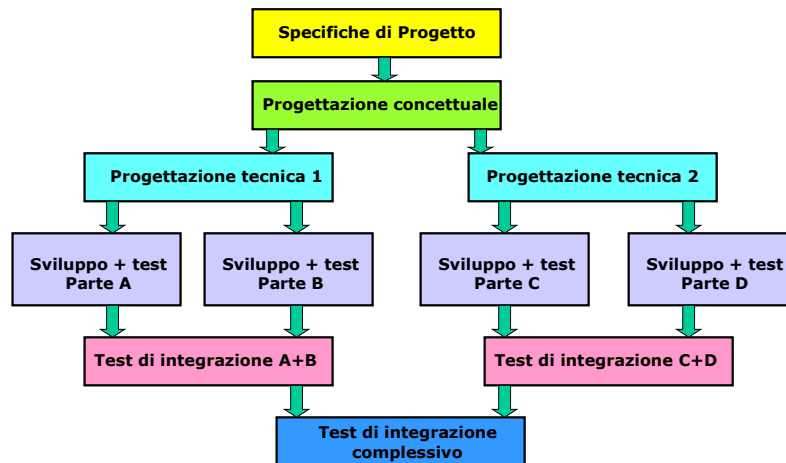 Specifiche di Progetto
Progettazione concettuale
Progettazione tecnica 1
Progettazione tecnica 2
Sviluppo + test
Parte A
Sviluppo + test
Parte B
Sviluppo + test
Parte C
Sviluppo + test
Parte D
Test di integrazione A+B
Test di integrazione C+D
Test di integrazione
complessivo